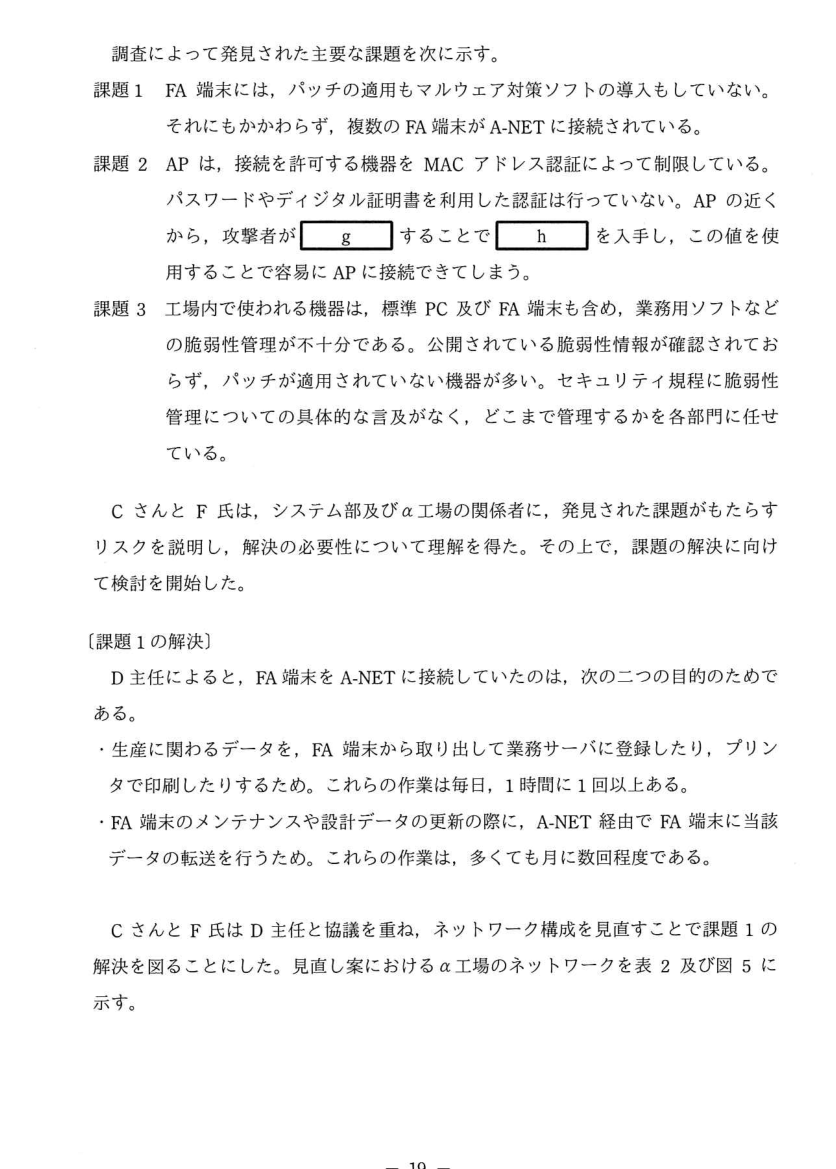 調査によって発見された主要な課題を次に示す。
課題 1 FA 端末には，パッチの適用もマルウェア対策ソフトの導入もしていない。
それにもかかわらず，複数の FA 端末が A-NET に接続されている。
課題 2 AP は，接続を許可する機器を MAC アドレス認証によって制限している。
パスワードやディジタル証明書を利用した認証は行っていない。AP の近く
から，攻撃者が g することで h を入手し，この値を使
用することで容易に AP に接続できてしまう。
課題 3 工場内で使われる機器は，標準 PC 及び FA 端末も含め，業務用ソフトなど
の脆弱性管理が不十分である。公開されている脆弱性情報が確認されてお
らず，パッチが適用されていない機器が多い。セキュリティ規程に脆弱性
管理についての具体的な言及がなく，どこまで管理するかを各部門に任せ
ている。
C さんと F 氏は，システム部及びα工場の関係者に，発見された課題がもたらす
リスクを説明し，解決の必要性について理解を得た。その上で，課題の解決に向け
て検討を開始した。
〔課題 1 の解決〕
D 主任によると，FA 端末を A-NET に接続していたのは，次の二つの目的のためで
ある。
・生産に関わるデータを，FA 端末から取り出して業務サーバに登録したり，プリン
タで印刷したりするため。これらの作業は毎日，1 時間に 1 回以上ある。
・FA 端末のメンテナンスや設計データの更新の際に，A-NET 経由で FA 端末に当該
データの転送を行うため。これらの作業は，多くても月に数回程度である。
C さんと F 氏は D 主任と協議を重ね，ネットワーク構成を見直すことで課題 1 の
解決を図ることにした。見直し案におけるα工場のネットワークを表 2 及び図 5 に
示す。
— 19 —